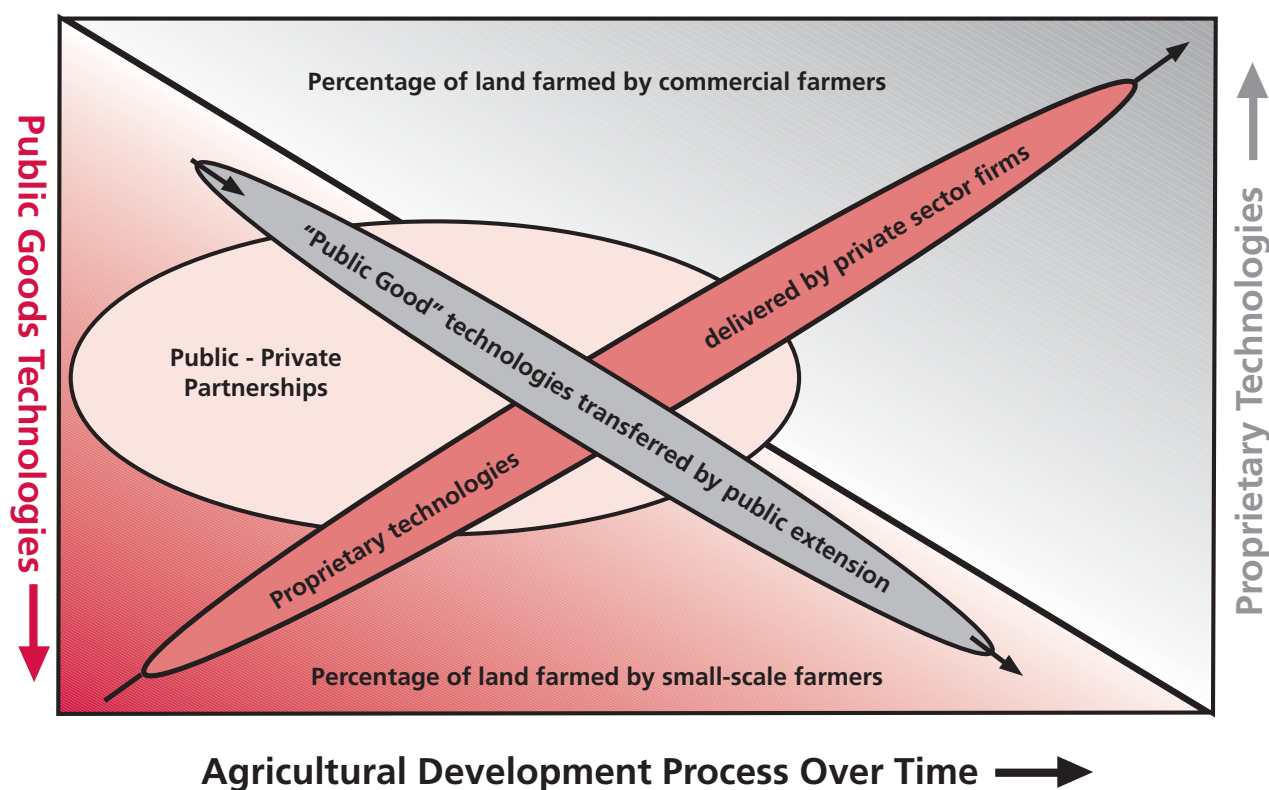 Percentage of land farmed by commercial farmers
Public Goods Technologies
Proprietary Technologies
"Public Good" technologies transferred by public extension
delivered by private sector firms
Public - Private
Partnerships
Proprietary technologies
Percentage of land farmed by small-scale farmers
Agricultural Development Process Over Time